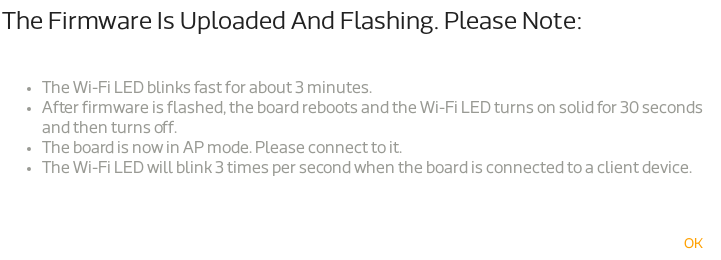 The Firmware Is Uploaded And Flashing. Please Note:
• The Wi-Fi LED blinks fast for about 3 minutes.
• After firmware is flashed, the board reboots and the Wi-Fi LED turns on solid for 30 seconds
and then turns off.
• The board is now in AP mode. Please connect to it.
• The Wi-Fi LED will blink 3 times per second when the board is connected to a client device.
OK